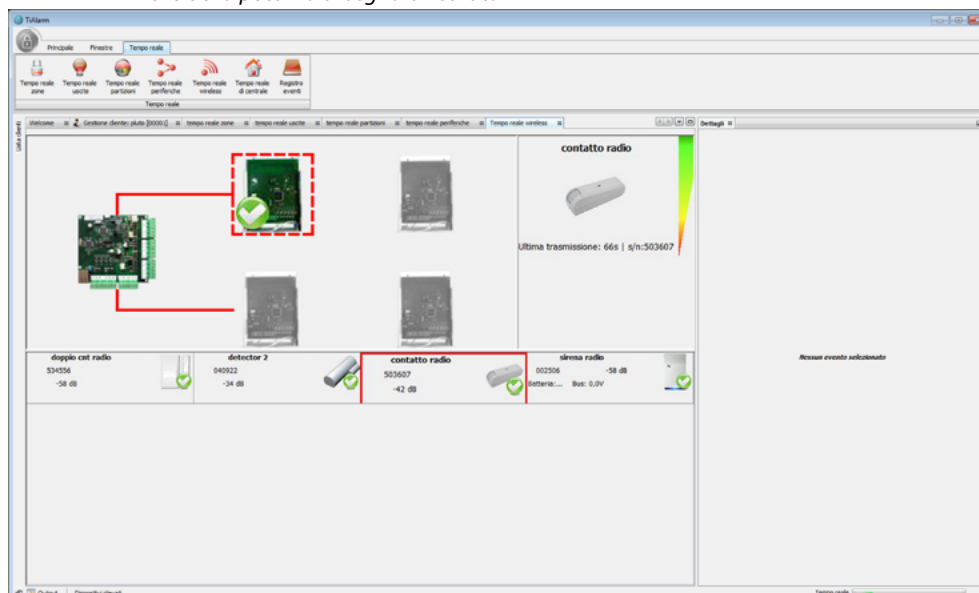 TiAlarm
Principale Finestre Tempo reale
Tempo reale zone
Tempo reale uscite
Tempo reale partizioni
Tempo reale periferiche
Tempo reale wireless
Tempo reale di centrale
Registro eventi
Tempo reale
Lista clienti
Welcome
Gestione cliente: pluto
tempo reale zone
tempo reale uscite
tempo reale partizioni
tempo reale periferiche
Tempo reale wireless
Dettagli
contatto radio
Ultima trasmissione: 66s | s/n:503607
doppio cnt radio
534556
-58 dB
detector 2
040922
-34 dB
contatto radio
503607
-42 dB
sirena radio
002506 -58 dB
Batteria:... Bus: 0,0V
Nessun evento selezionato
Output
Tempo reale